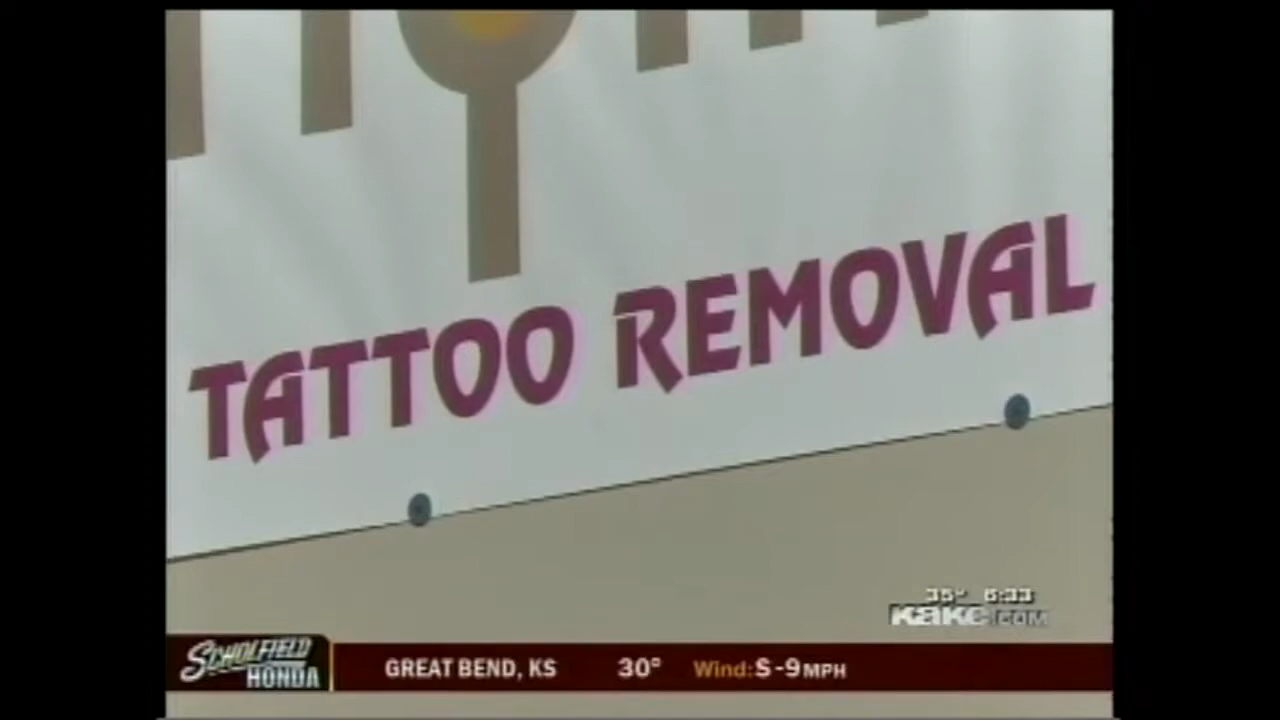 TATTOO REMOVAL
35° 6:33
KAKE.COM
SCHOLFIELD
HONDA
GREAT BEND, KS 30° Wind: S - 9 MPH